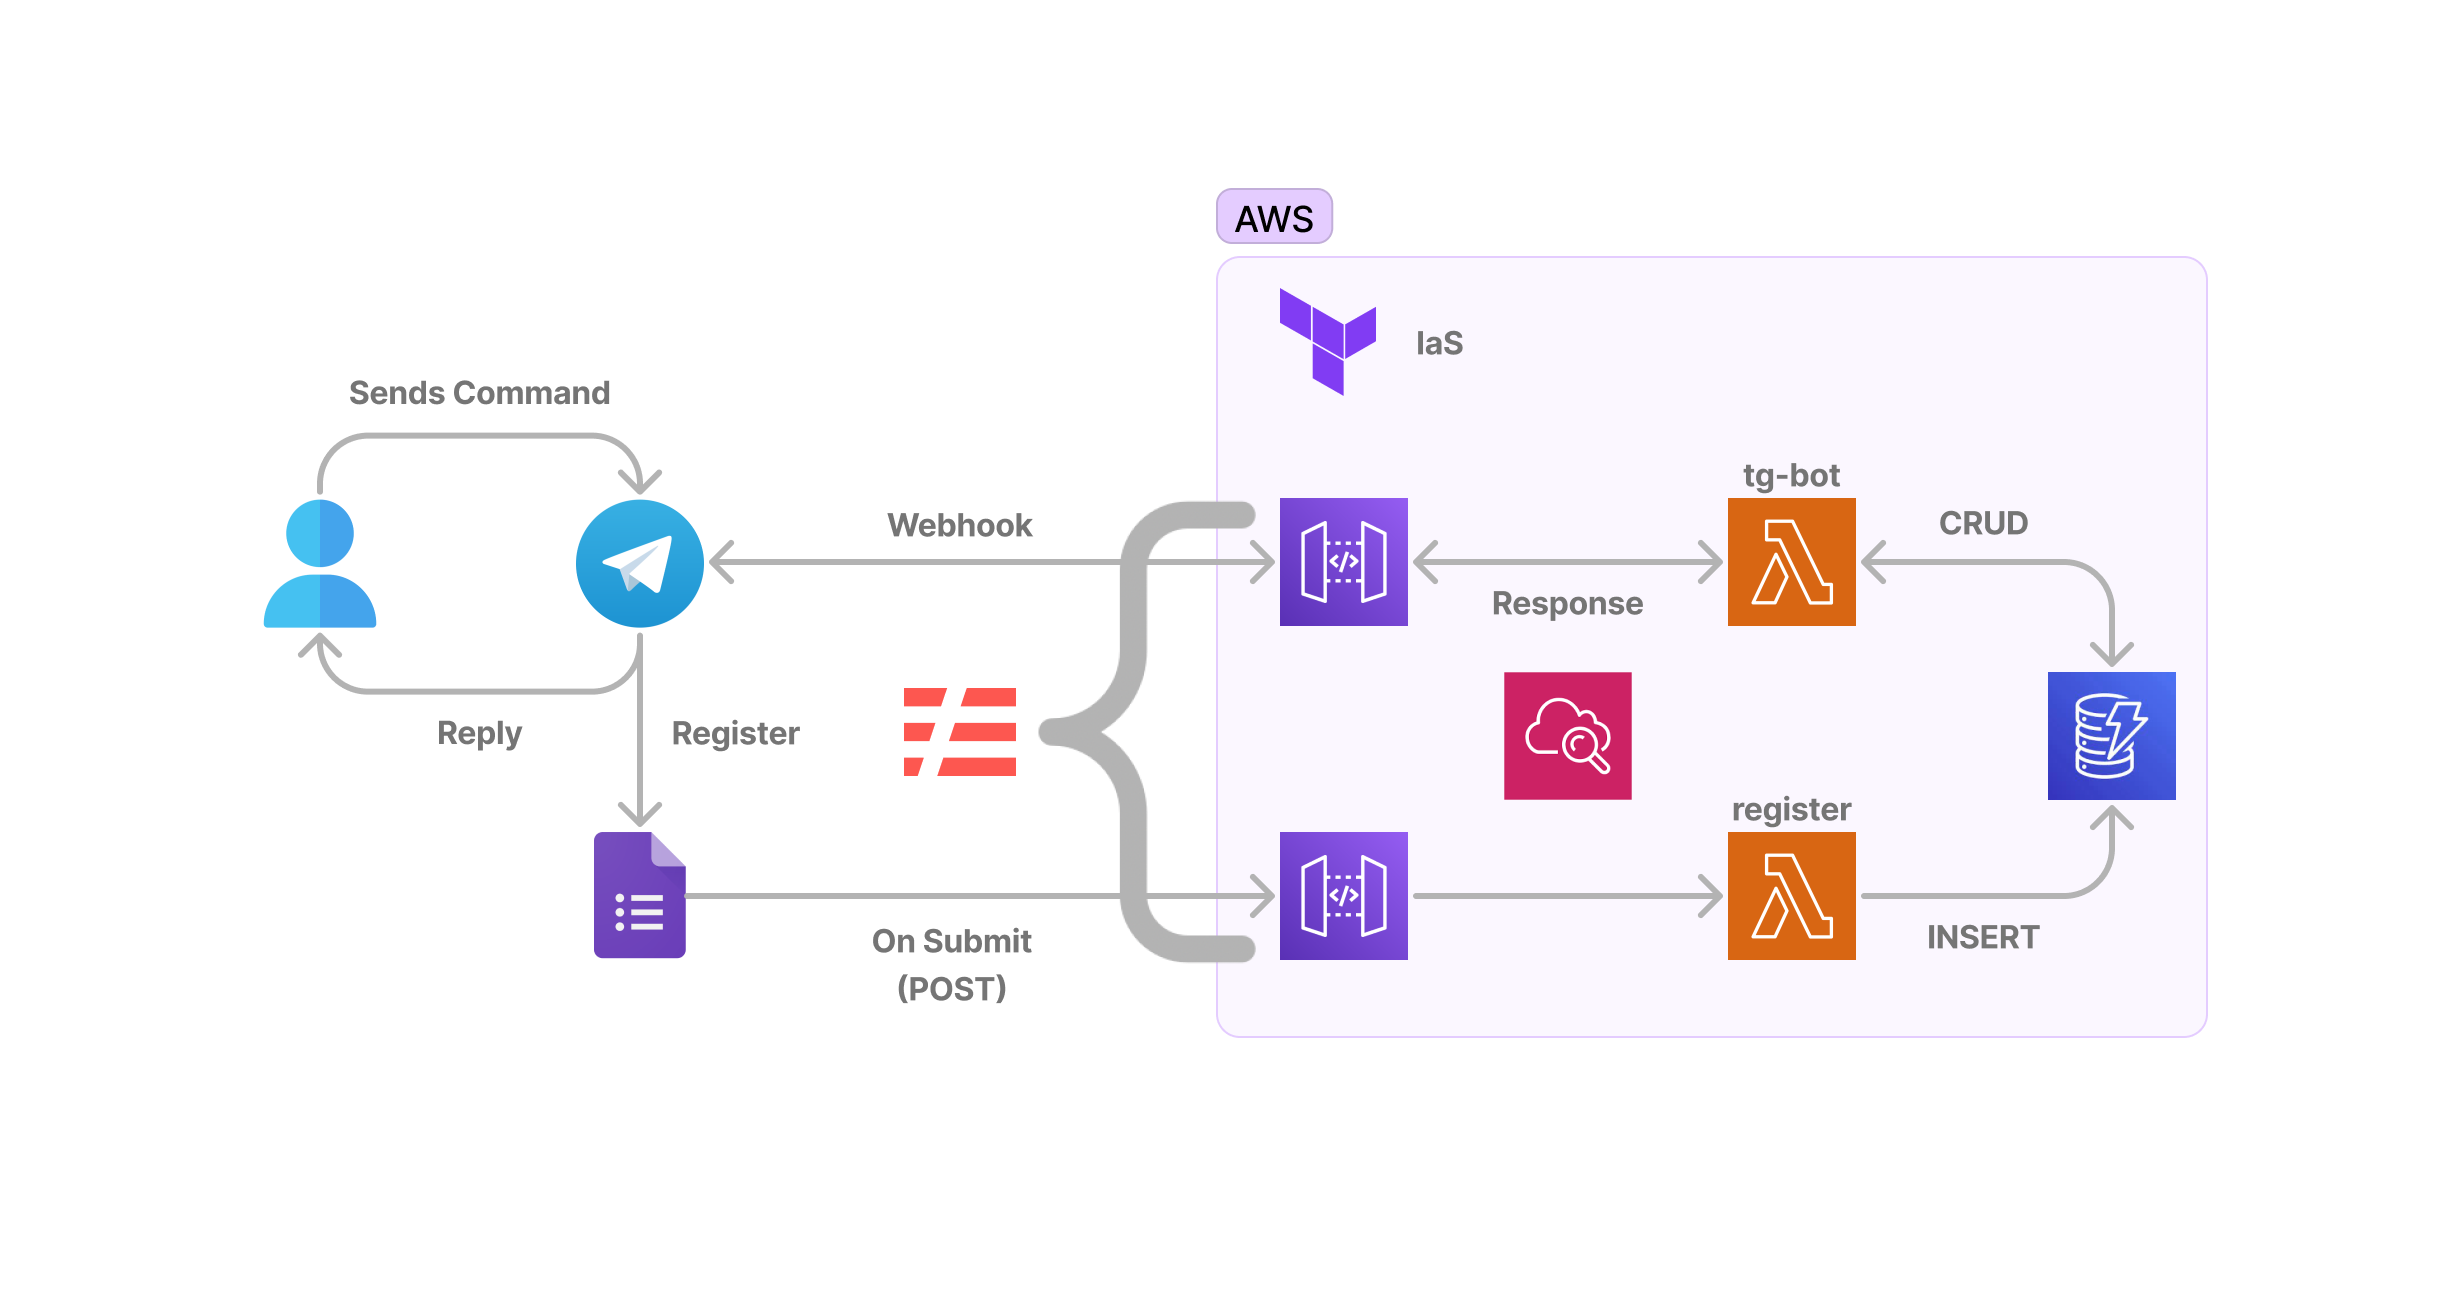 AWS
IaS
Sends Command
tg-bot
CRUD
Webhook
Response
Reply
Register
register
On Submit
(POST)
INSERT